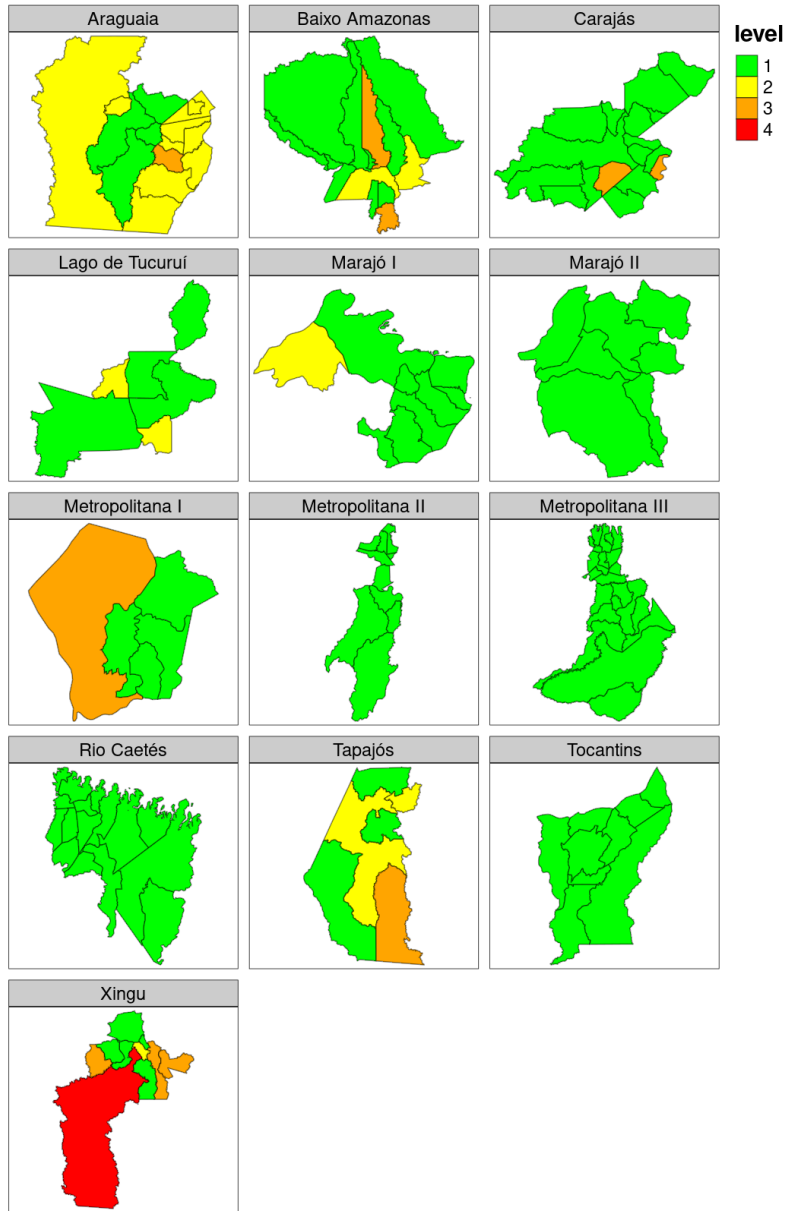 Araguaia
Baixo Amazonas
Carajás
level
1
2
3
4
Lago de Tucuruí
Marajó I
Marajó II
Metropolitana I
Metropolitana II
Metropolitana III
Rio Caetés
Tapajós
Tocantins
Xingu